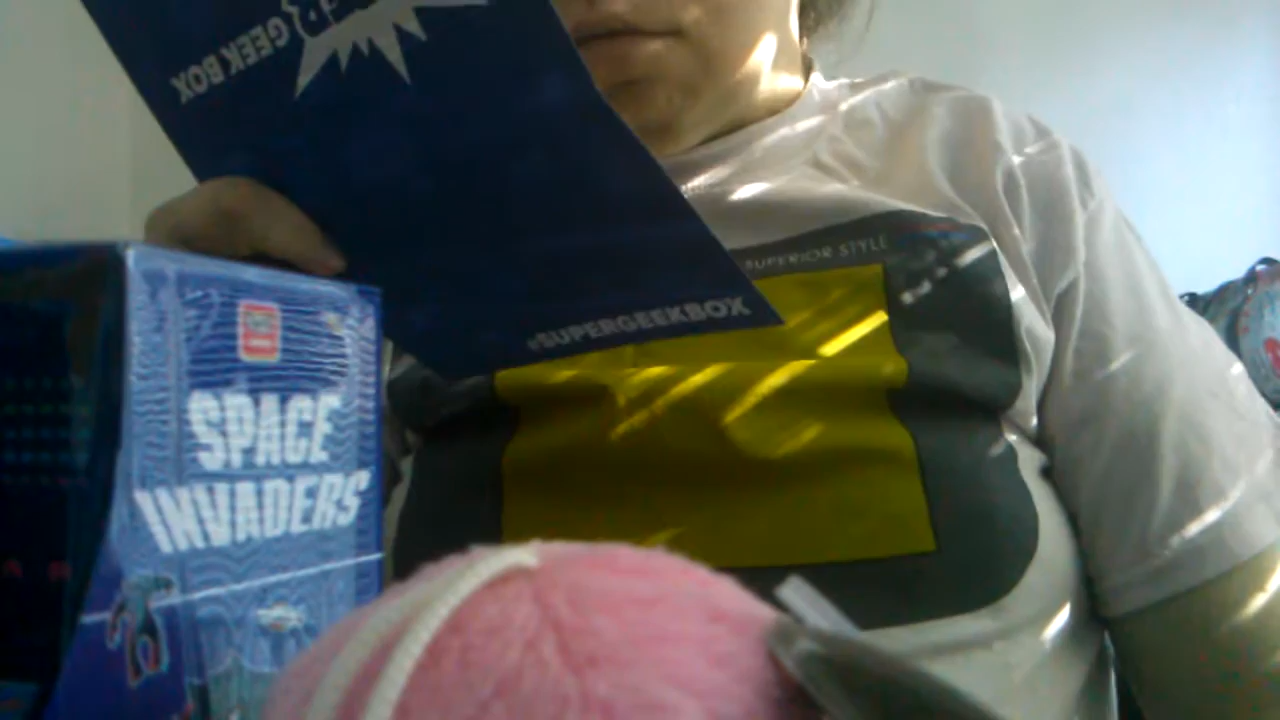 GEEK BOX
#SUPERGEEKBOX
SUPERIOR STYLE
SPACE
INVADERS